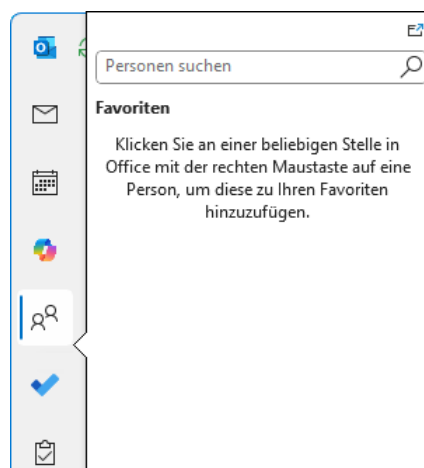 Personen suchen
Favoriten
Klicken Sie an einer beliebigen Stelle in
Office mit der rechten Maustaste auf eine
Person, um diese zu Ihren Favoriten
hinzuzufügen.